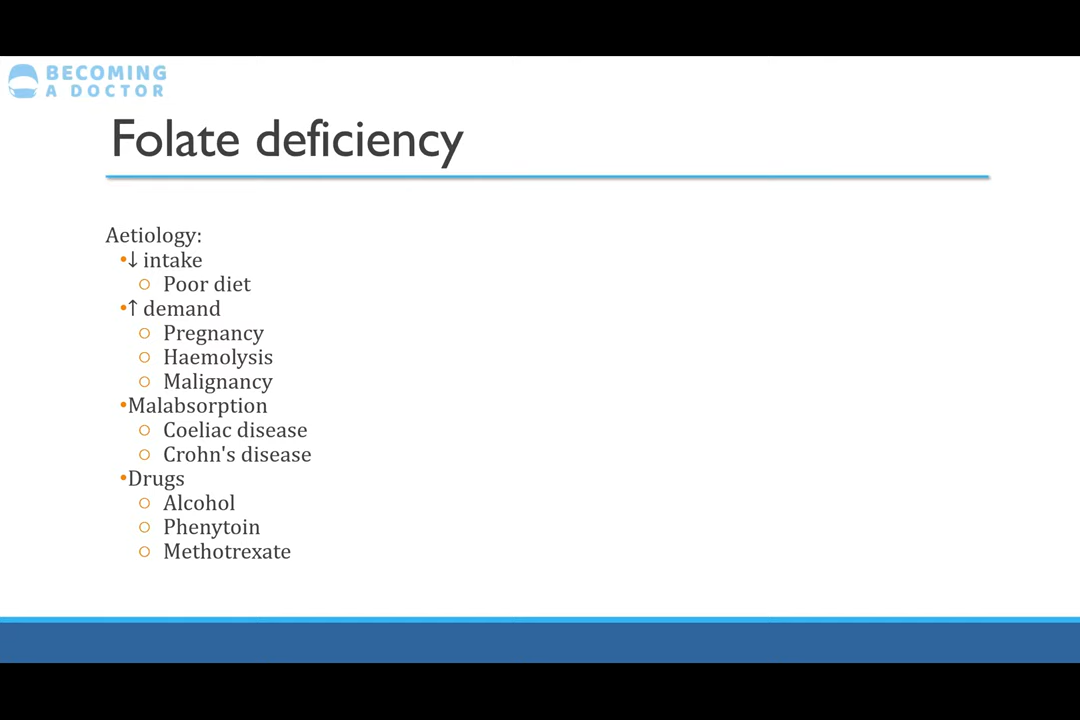 BECOMING
A DOCTOR
Folate deficiency
Aetiology:
•↓ intake
○ Poor diet
•↑ demand
○ Pregnancy
○ Haemolysis
○ Malignancy
•Malabsorption
○ Coeliac disease
○ Crohn's disease
•Drugs
○ Alcohol
○ Phenytoin
○ Methotrexate